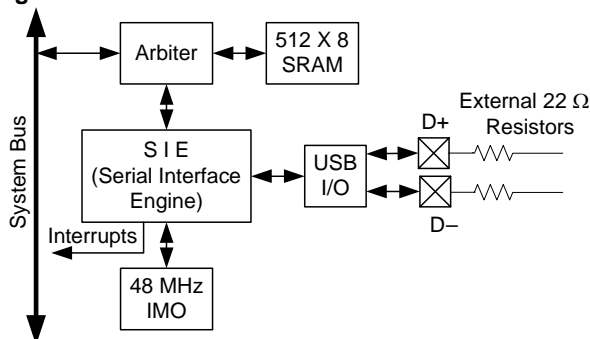 g
System Bus
Arbiter
512 X 8
SRAM
S I E
(Serial Interface
Engine)
Interrupts
48 MHz
IMO
USB
I/O
D+
D−
External 22 Ω
Resistors